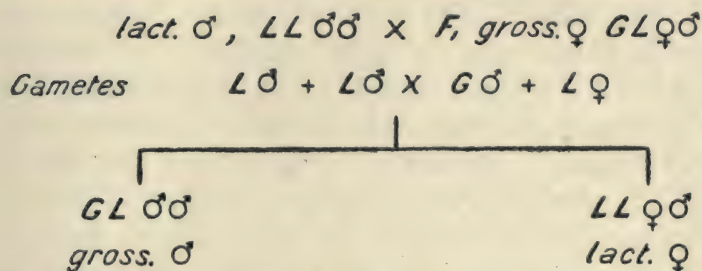 lact. ♂, LL ♂♂ × F, gross. ♀ GL ♀♂
Gametes L♂ + L♂ × G♂ + L♀
GL ♂♂ LL ♀♂
gross. ♂ lact. ♀